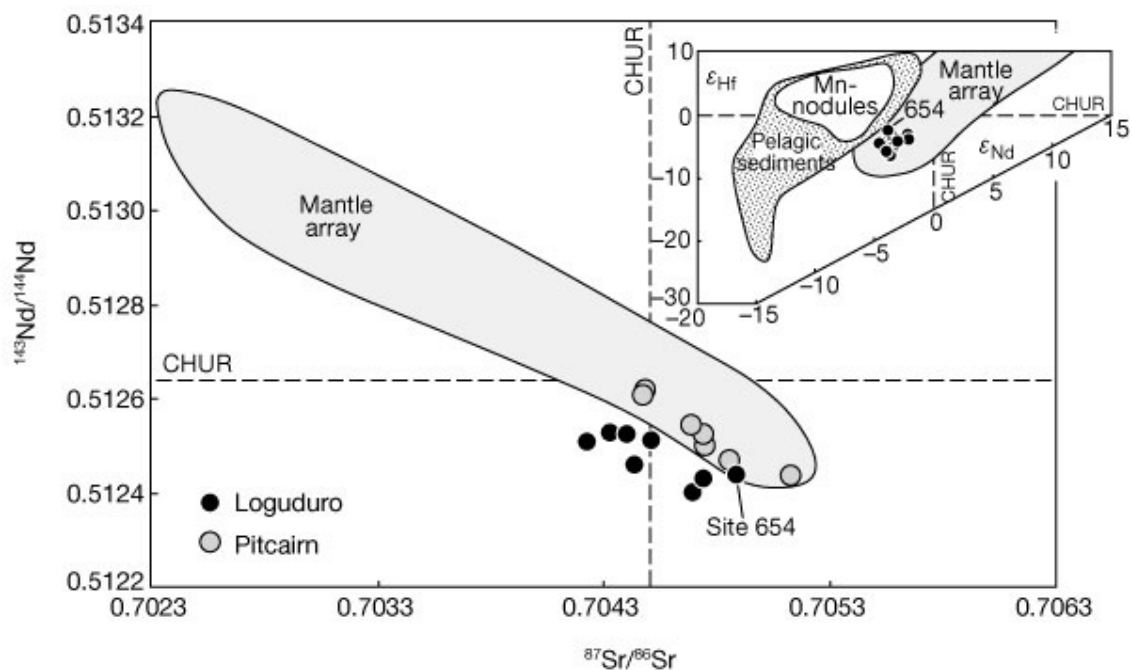 0.5134
0.5132
0.5130
0.5128
0.5126
0.5124
0.5122
¹⁴³Nd/¹⁴⁴Nd
0.7023
0.7033
0.7043
0.7053
0.7063
⁸⁷Sr/⁸⁶Sr
CHUR
CHUR
Mantle
array
Loguduro
Pitcairn
Site 654
10
0
−10
−20
−30
εHf
Mn-
nodules
Mantle
array
654
CHUR
Pelagic
sediments
εNd
CHUR
−20
−15
−10
−5
0
5
10
15